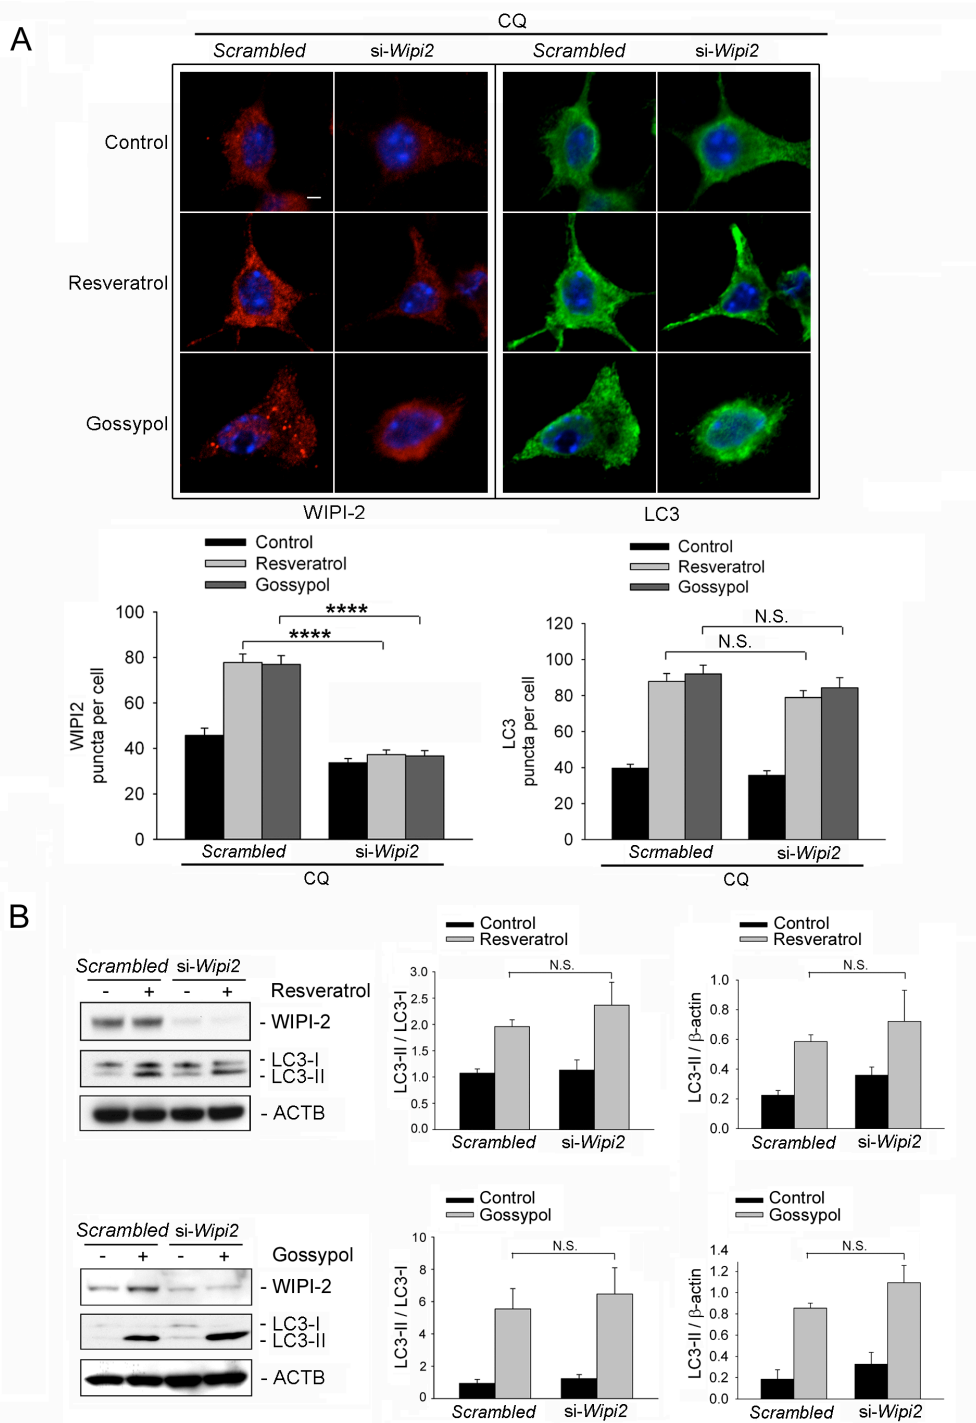 A
CQ
Scrambled si-Wipi2 Scrambled si-Wipi2
Control
Resveratrol
Gossypol
WIPI-2 LC3
Control
Resveratrol
Gossypol
100
80
60
40
20
0
WIPI2
puncta per cell
****
****
Scrambled si-Wipi2
CQ
Control
Resveratrol
Gossypol
120
100
80
60
40
20
0
LC3
puncta per cell
N.S.
N.S.
Scrmabled si-Wipi2
CQ
B
Scrambled si-Wipi2
- + - + Resveratrol
- WIPI-2
- LC3-I
- LC3-II
- ACTB
Control
Resveratrol
3.0
2.5
2.0
1.5
1.0
0.5
0.0
LC3-II / LC3-I
N.S.
Scrambled si-Wipi2
Control
Resveratrol
1.0
0.8
0.6
0.4
0.2
0.0
LC3-II / β-actin
N.S.
Scrambled si-Wipi2
Scrambled si-Wipi2
- + - + Gossypol
- WIPI-2
- LC3-I
- LC3-II
- ACTB
Control
Gossypol
10
8
6
4
2
0
LC3-II / LC3-I
N.S.
Scrambled si-Wipi2
Control
Gossypol
1.4
1.2
1.0
0.8
0.6
0.4
0.2
0.0
LC3-II / β-actin
N.S.
Scrambled si-Wipi2